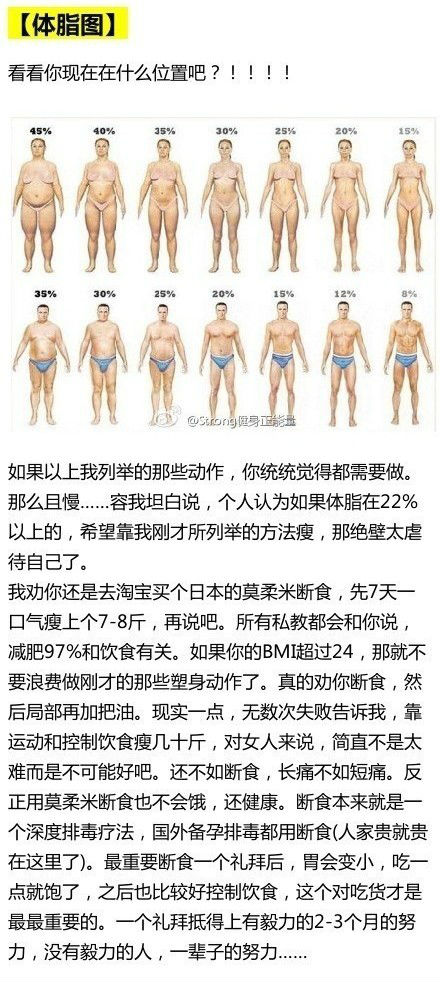 【体脂图】
看看你现在在什么位置吧？！！！！！
45% 40% 35% 30% 25% 20% 15%
35% 30% 25% 20% 15% 12% 8%
@Strong健身正能量
如果以上我列举的那些动作，你统统觉得都需要做。
那么且慢……容我坦白说，个人认为如果体脂在22%
以上的，希望靠我刚才所列举的方法瘦，那绝壁太虐
待自己了。
我劝你还是去淘宝买个日本的莫柔米断食，先7天一
口气瘦上个7-8斤，再说吧。所有私教都会和你说，
减肥97%和饮食有关。如果你的BMI超过24，那就不
要浪费做刚才的那些塑身动作了。真的劝你断食，然
后局部再加把油。现实一点，无数次失败告诉我，靠
运动和控制饮食瘦几十斤，对女人来说，简直不是太
难而是不可能好吧。还不如断食，长痛不如短痛。反
正用莫柔米断食也不会饿，还健康。断食本来就是一
个深度排毒疗法，国外备孕排毒都用断食(人家贵就贵
在这里了)。最重要断食一个礼拜后，胃会变小，吃一
点就饱了，之后也比较好控制饮食，这个对吃货才是
最最重要的。一个礼拜抵得上有毅力的2-3个月的努
力，没有毅力的人，一辈子的努力……